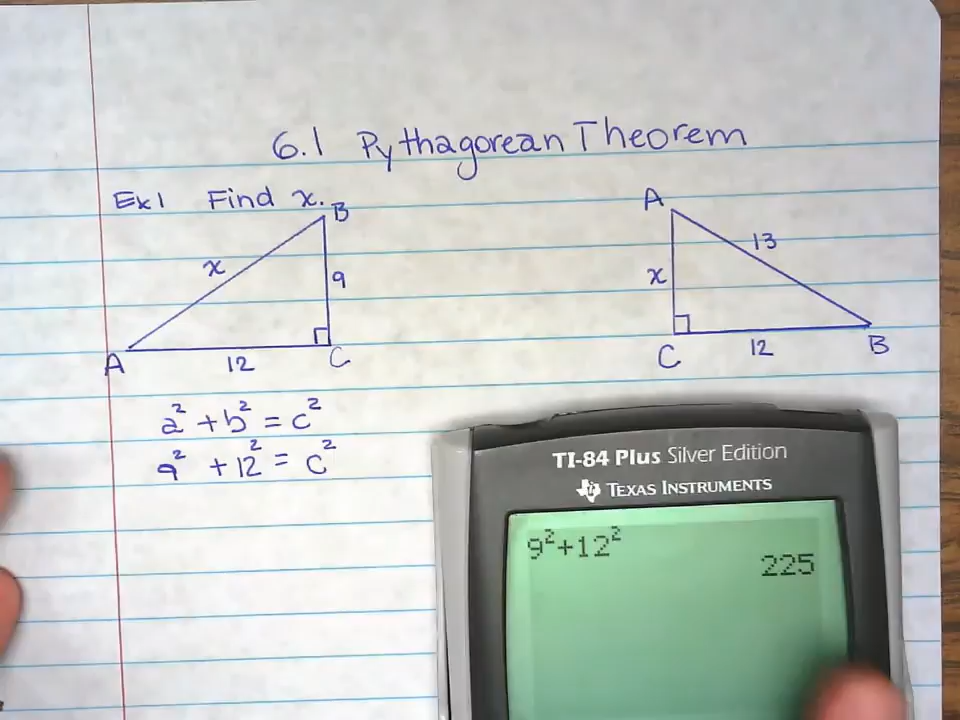 6.1 Pythagorean Theorem
Ex1 Find x.
B
x
9
A
12
C
A
13
x
C
12
B
a² + b² = c²
9² + 12² = c²
TI-84 Plus Silver Edition
TEXAS INSTRUMENTS
9²+12²
225